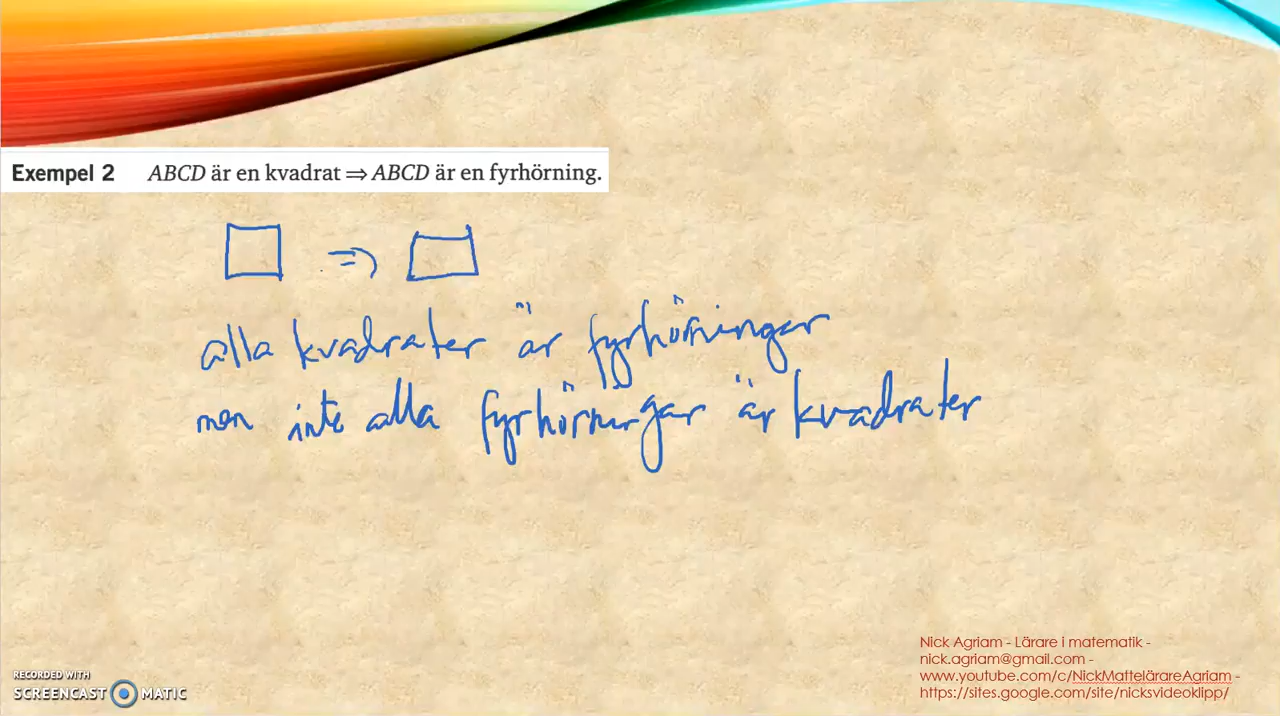 Exempel 2 ABCD är en kvadrat ⇒ ABCD är en fyrhörning.
⇒
alla kvadrater är fyrhörningar
men inte alla fyrhörningar är kvadrater
Nick Agriam - Lärare i matematik -
nick.agriam@gmail.com -
www.youtube.com/c/NickMattelärareAgriam -
https://sites.google.com/site/nicksvideoklipp/
RECORDED WITH
SCREENCAST MATIC